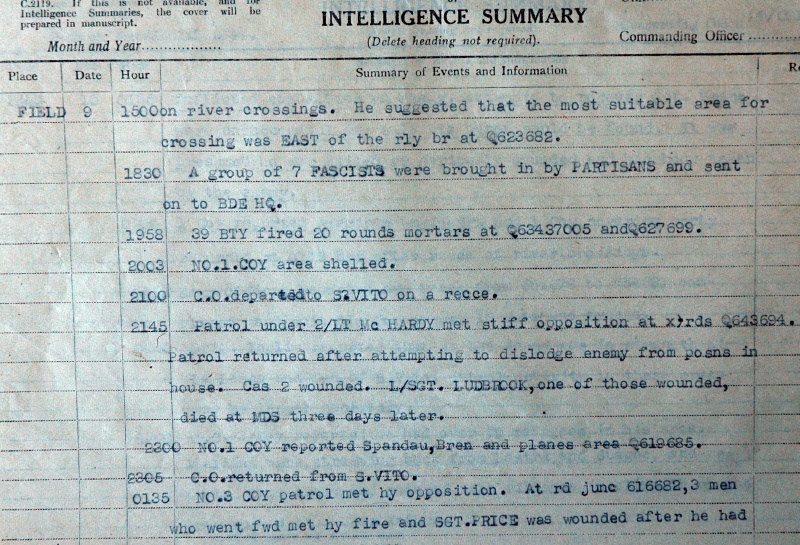 C.2119. If this is not available, and for
Intelligence Summaries, the cover will be
prepared in manuscript.
INTELLIGENCE SUMMARY
(Delete heading not required).
Month and Year
Commanding Officer
Place Date Hour Summary of Events and Information
FIELD 9 1500 on river crossings. He suggested that the most suitable area for
crossing was EAST of the rly br at Q623682.
1830 A group of 7 FASCISTS were brought in by PARTISANS and sent
on to BDE HQ.
1958 39 BTY fired 20 rounds mortars at Q63437005 andQ627699.
2003 NO.1.COY area shelled.
2100 C.O.departedto S.VITO on a recce.
2145 Patrol under 2/LT Mc HARDY met stiff opposition at x}rds Q643694.
Patrol returned after attempting to dislodge enemy from posns in
house. Cas 2 wounded. L/SGT. LUDBROOK,one of those wounded,
died at MDS three days later.
2300 NO.1 COY reported Spandau,Bren and planes area Q619685.
2305 C.O.returned from S.VITO.
0135 NO.3 COY patrol met hy opposition. At rd junc 616682,3 men
who went fwd met hy fire and SGT.PRICE was wounded after he had